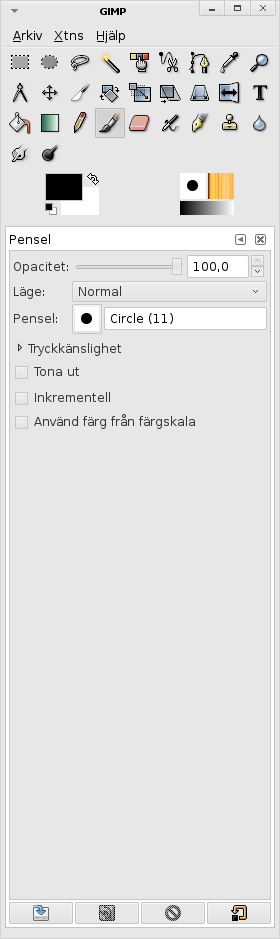 GIMP
Arkiv Xtns Hjälp
Pensel
Opacitet: 100,0
Läge: Normal
Pensel: Circle (11)
Tryckkänslighet
Tona ut
Inkrementell
Använd färg från färgskala